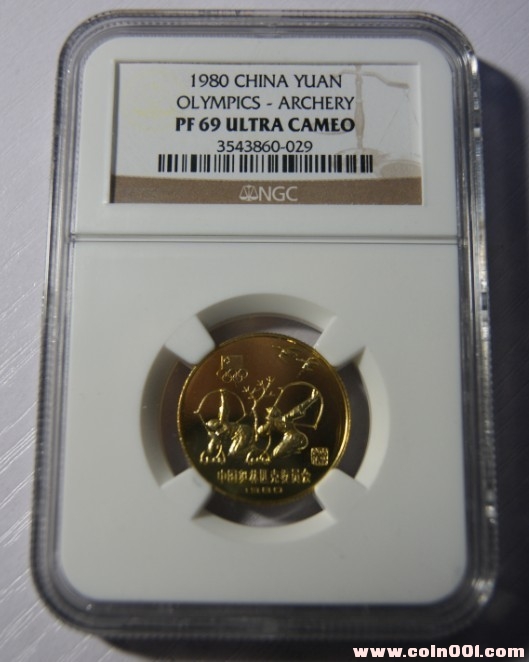 1980 CHINA YUAN
OLYMPICS - ARCHERY
PF 69 ULTRA CAMEO
3543860-029
NGC
中国奥林匹克委员会
1980
www.coin001.com